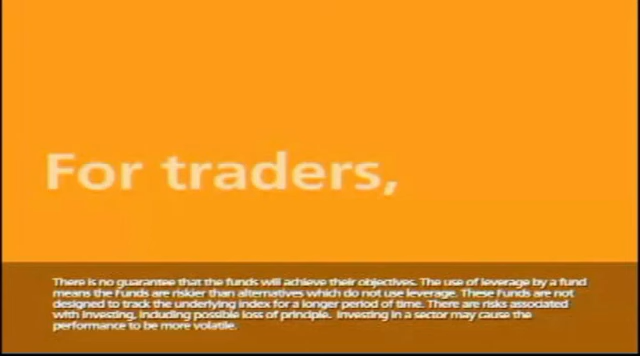 For traders,
There is no guarantee that the funds will achieve their objectives. The use of leverage by a fund
means the Funds are riskier than alternatives which do not use leverage. These Funds are not
designed to track the underlying index for a longer period of time. There are risks associated
with investing, including possible loss of principle. Investing in a sector may cause the
performance to be more volatile.